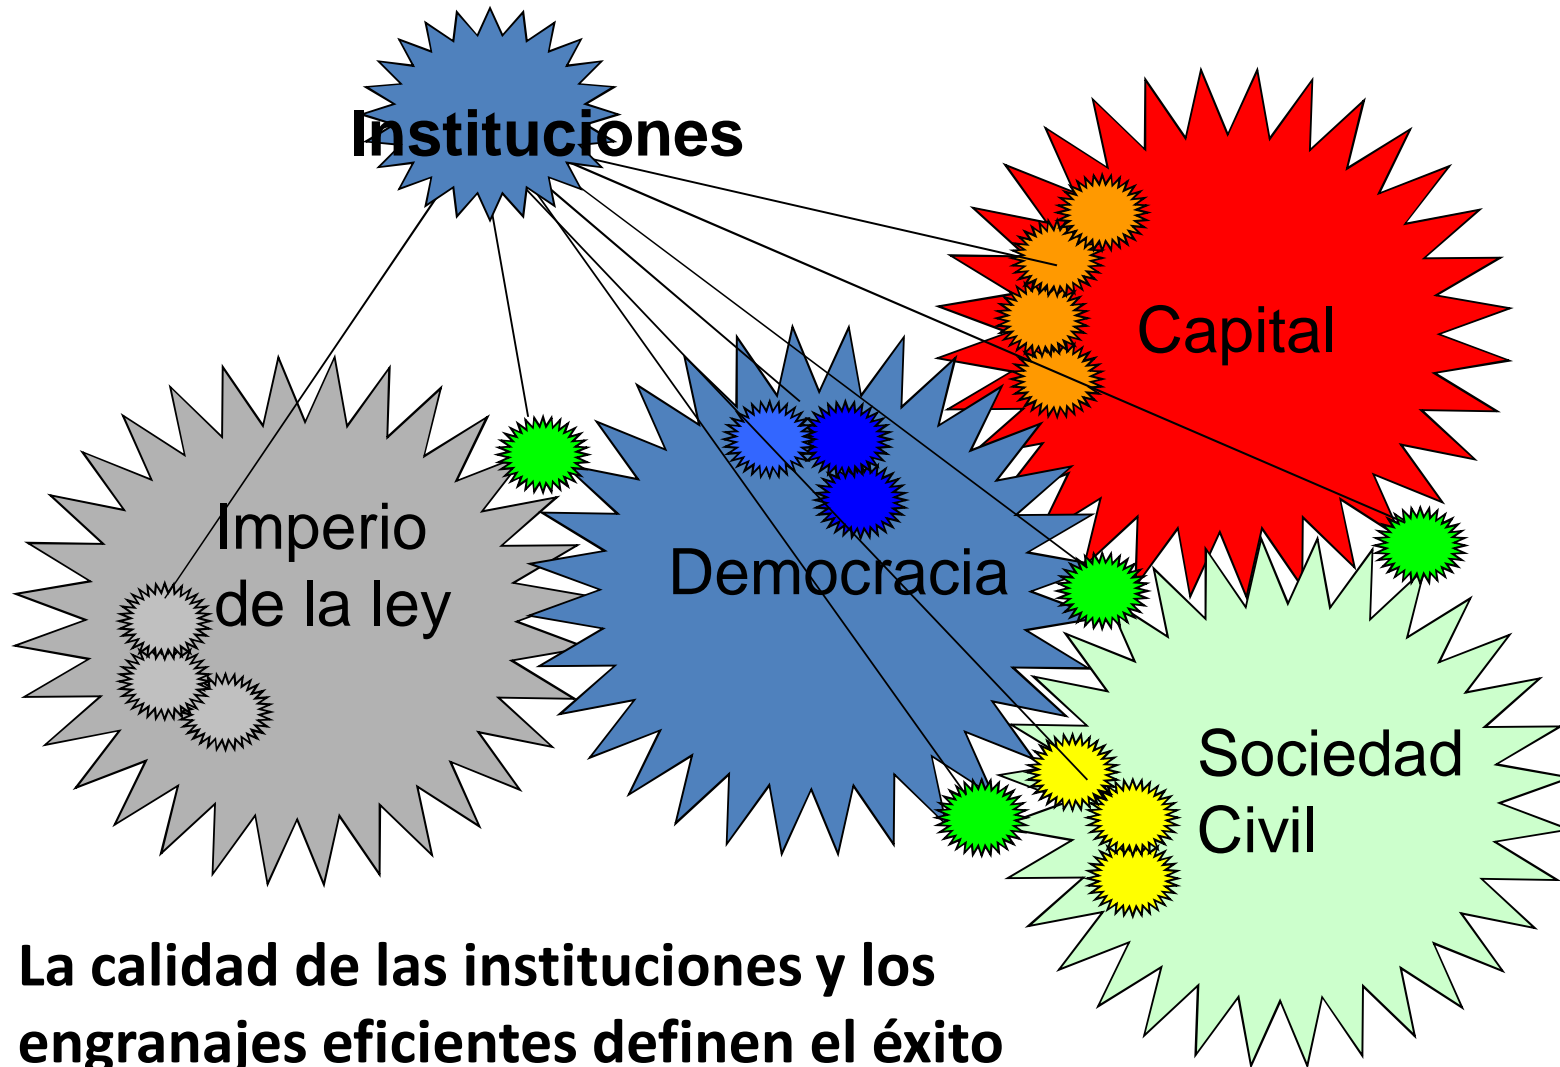 Instituciones
Capital
Imperio
de la ley
Democracia
Sociedad
Civil
La calidad de las instituciones y los
engranajes eficientes definen el éxito